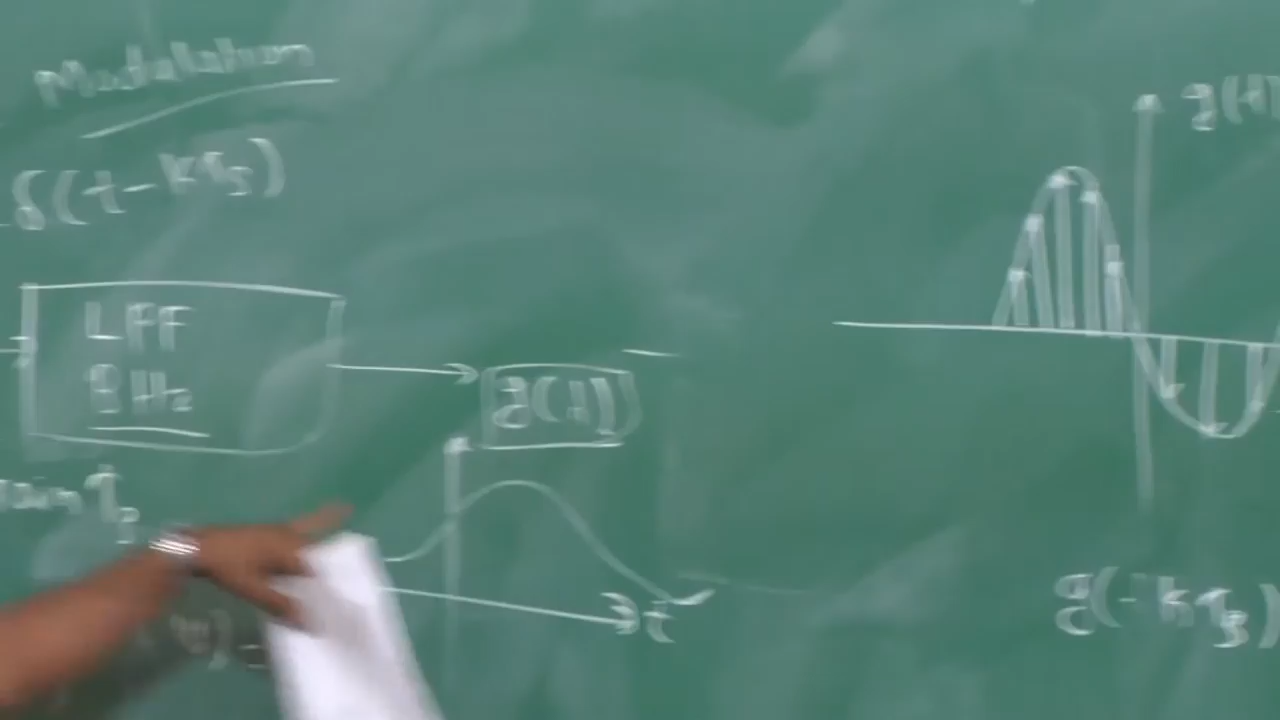 Modulation
δ(t-kTs)
LPF
B Hz
g(t)
t
g(t)
g(-kTs)